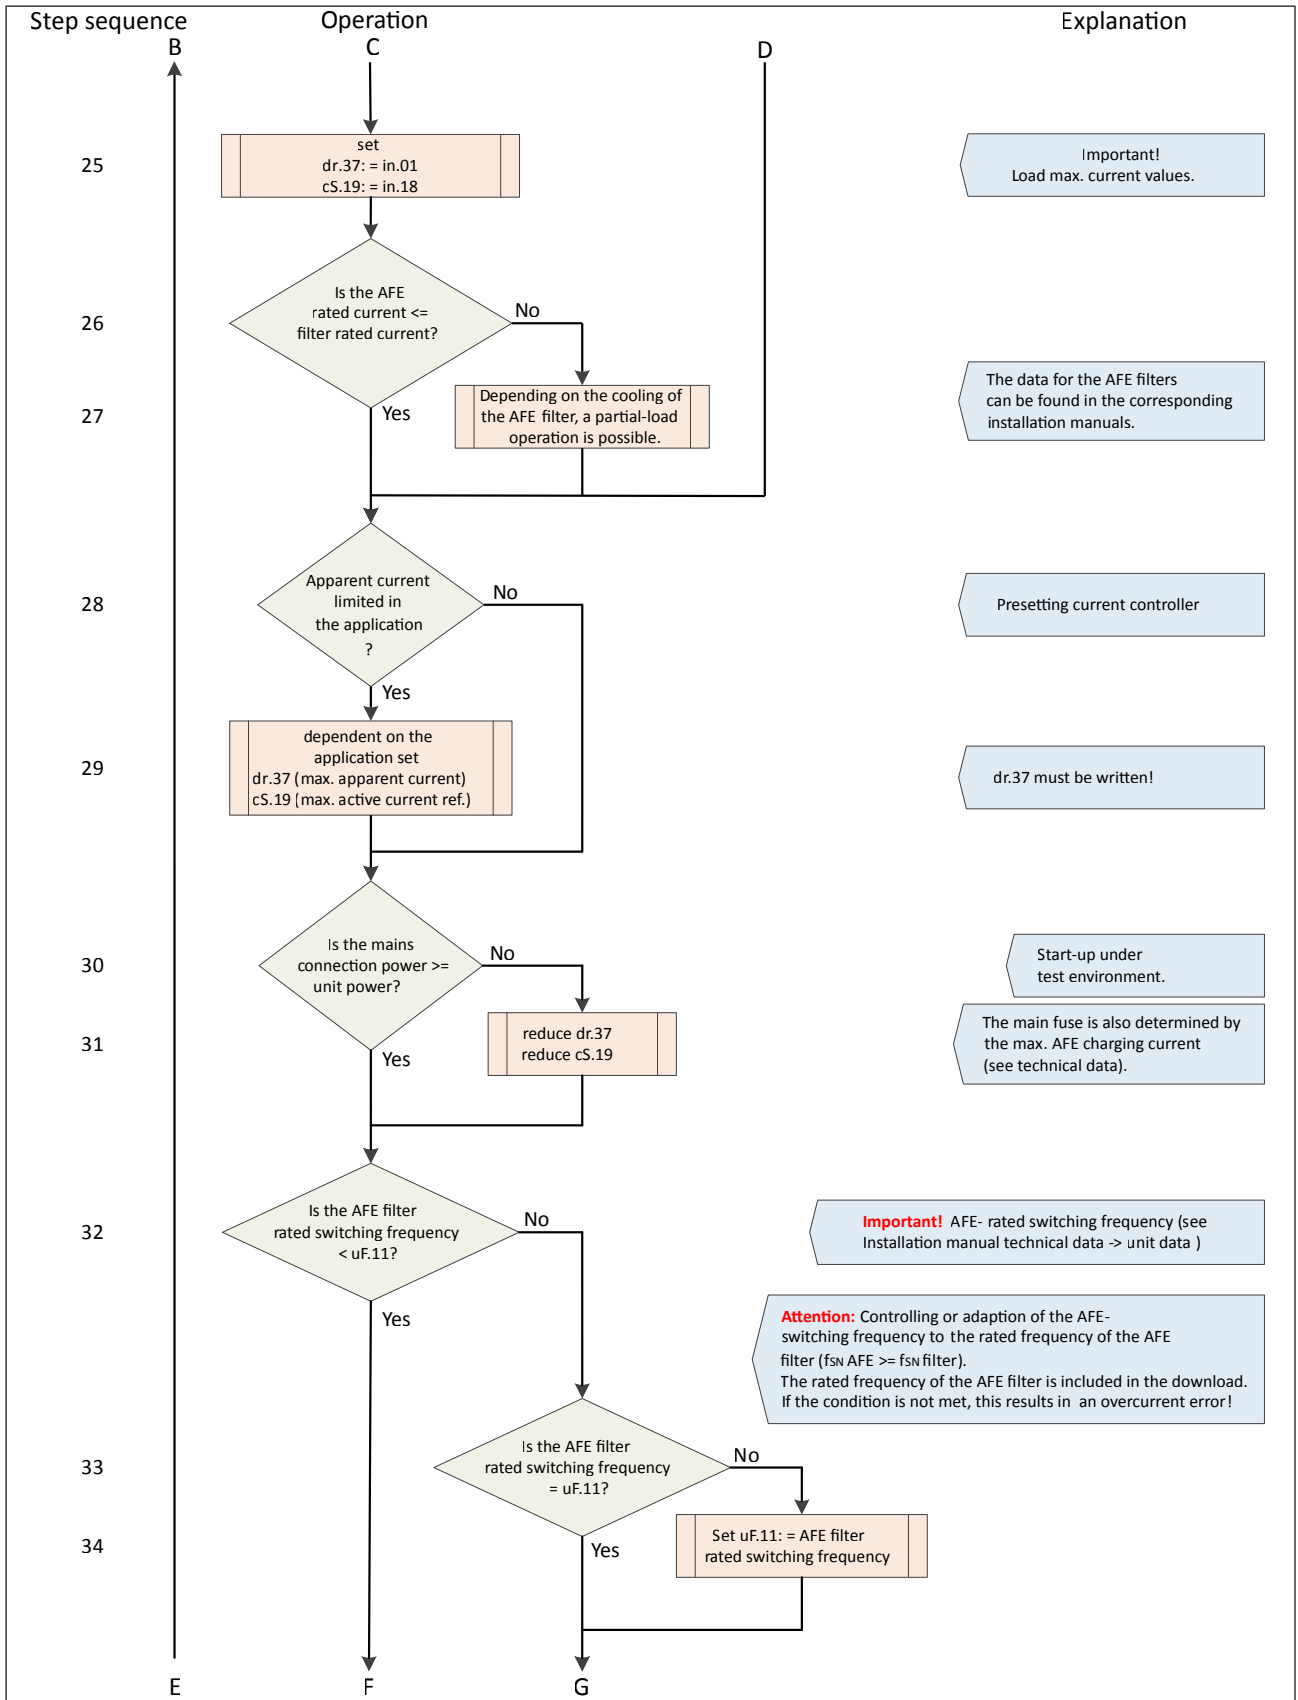 Step sequence
Operation
Explanation
B
C
D
25
set
dr.37: = in.01
cS.19: = in.18
Important!
Load max. current values.
26
Is the AFE
rated current <=
filter rated current?
No
Yes
27
Depending on the cooling of
the AFE filter, a partial-load
operation is possible.
The data for the AFE filters
can be found in the corresponding
installation manuals.
28
Apparent current
limited in
the application
?
No
Yes
Presetting current controller
29
dependent on the
application set
dr.37 (max. apparent current)
cS.19 (max. active current ref.)
dr.37 must be written!
30
Is the mains
connection power >=
unit power?
No
Yes
Start-up under
test environment.
31
reduce dr.37
reduce cS.19
The main fuse is also determined by
the max. AFE charging current
(see technical data).
32
Is the AFE filter
rated switching frequency
< uF.11?
No
Yes
Important! AFE- rated switching frequency (see
Installation manual technical data -> unit data )
Attention: Controlling or adaption of the AFE-
switching frequency to the rated frequency of the AFE
filter (fSN AFE >= fSN filter).
The rated frequency of the AFE filter is included in the download.
If the condition is not met, this results in an overcurrent error!
33
Is the AFE filter
rated switching frequency
= uF.11?
No
Yes
34
Set uF.11: = AFE filter
rated switching frequency
E
F
G